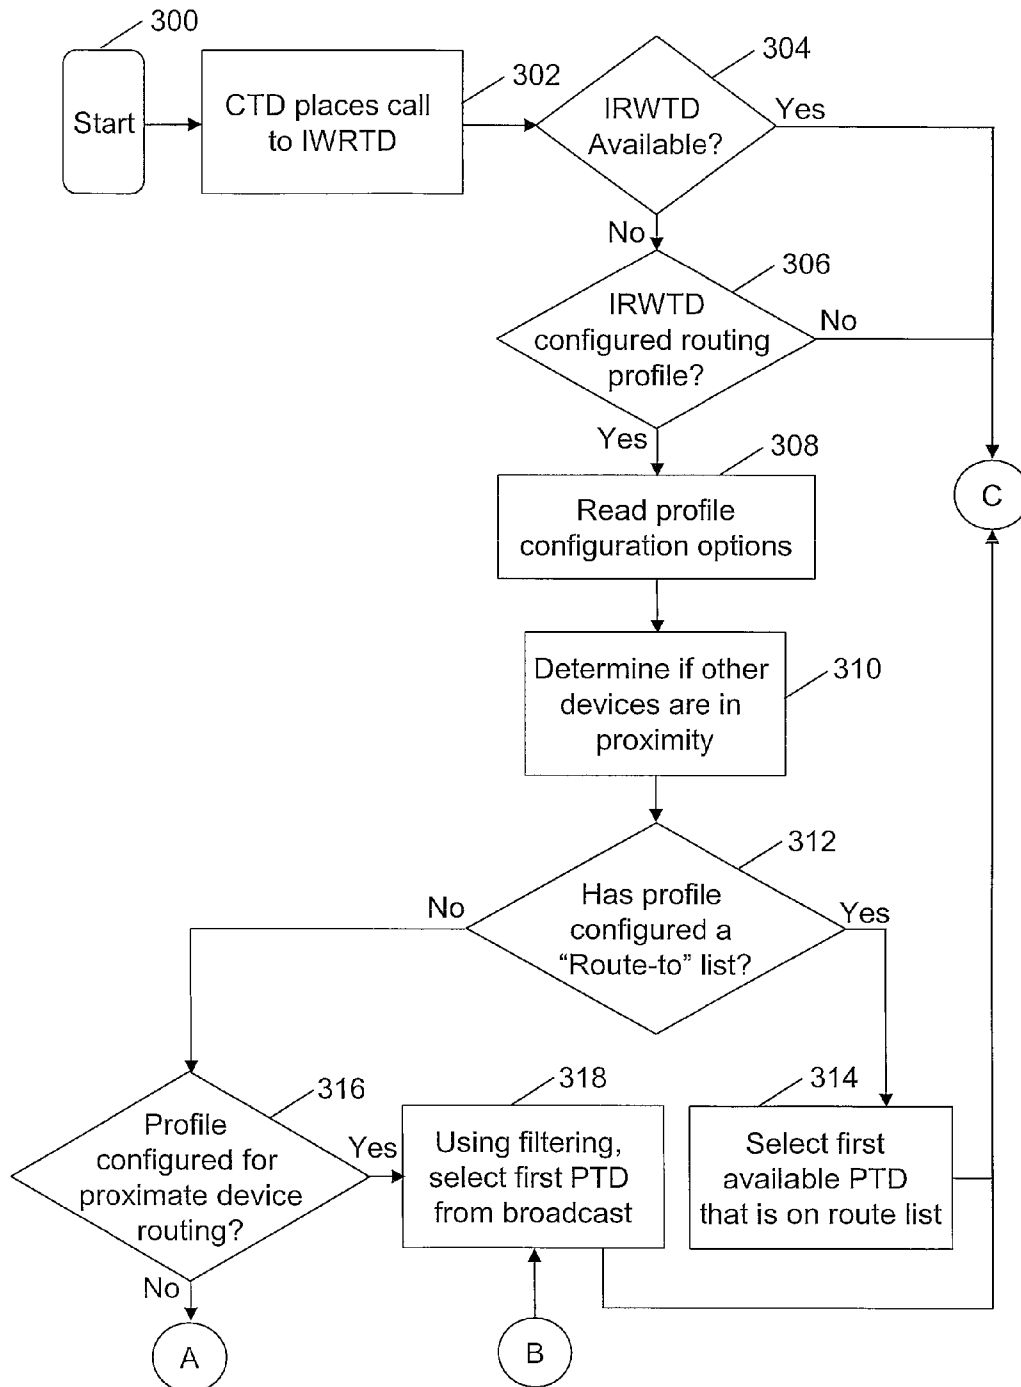 300
Start
302
CTD places call
to IWRTD
304
IRWTD
Available?
Yes
No
306
IRWTD
configured routing
profile?
No
Yes
308
Read profile
configuration options
C
310
Determine if other
devices are in
proximity
312
Has profile
configured a
“Route-to” list?
No
Yes
316
Profile
configured for
proximate device
routing?
Yes
No
318
Using filtering,
select first PTD
from broadcast
314
Select first
available PTD
that is on route list
A
B